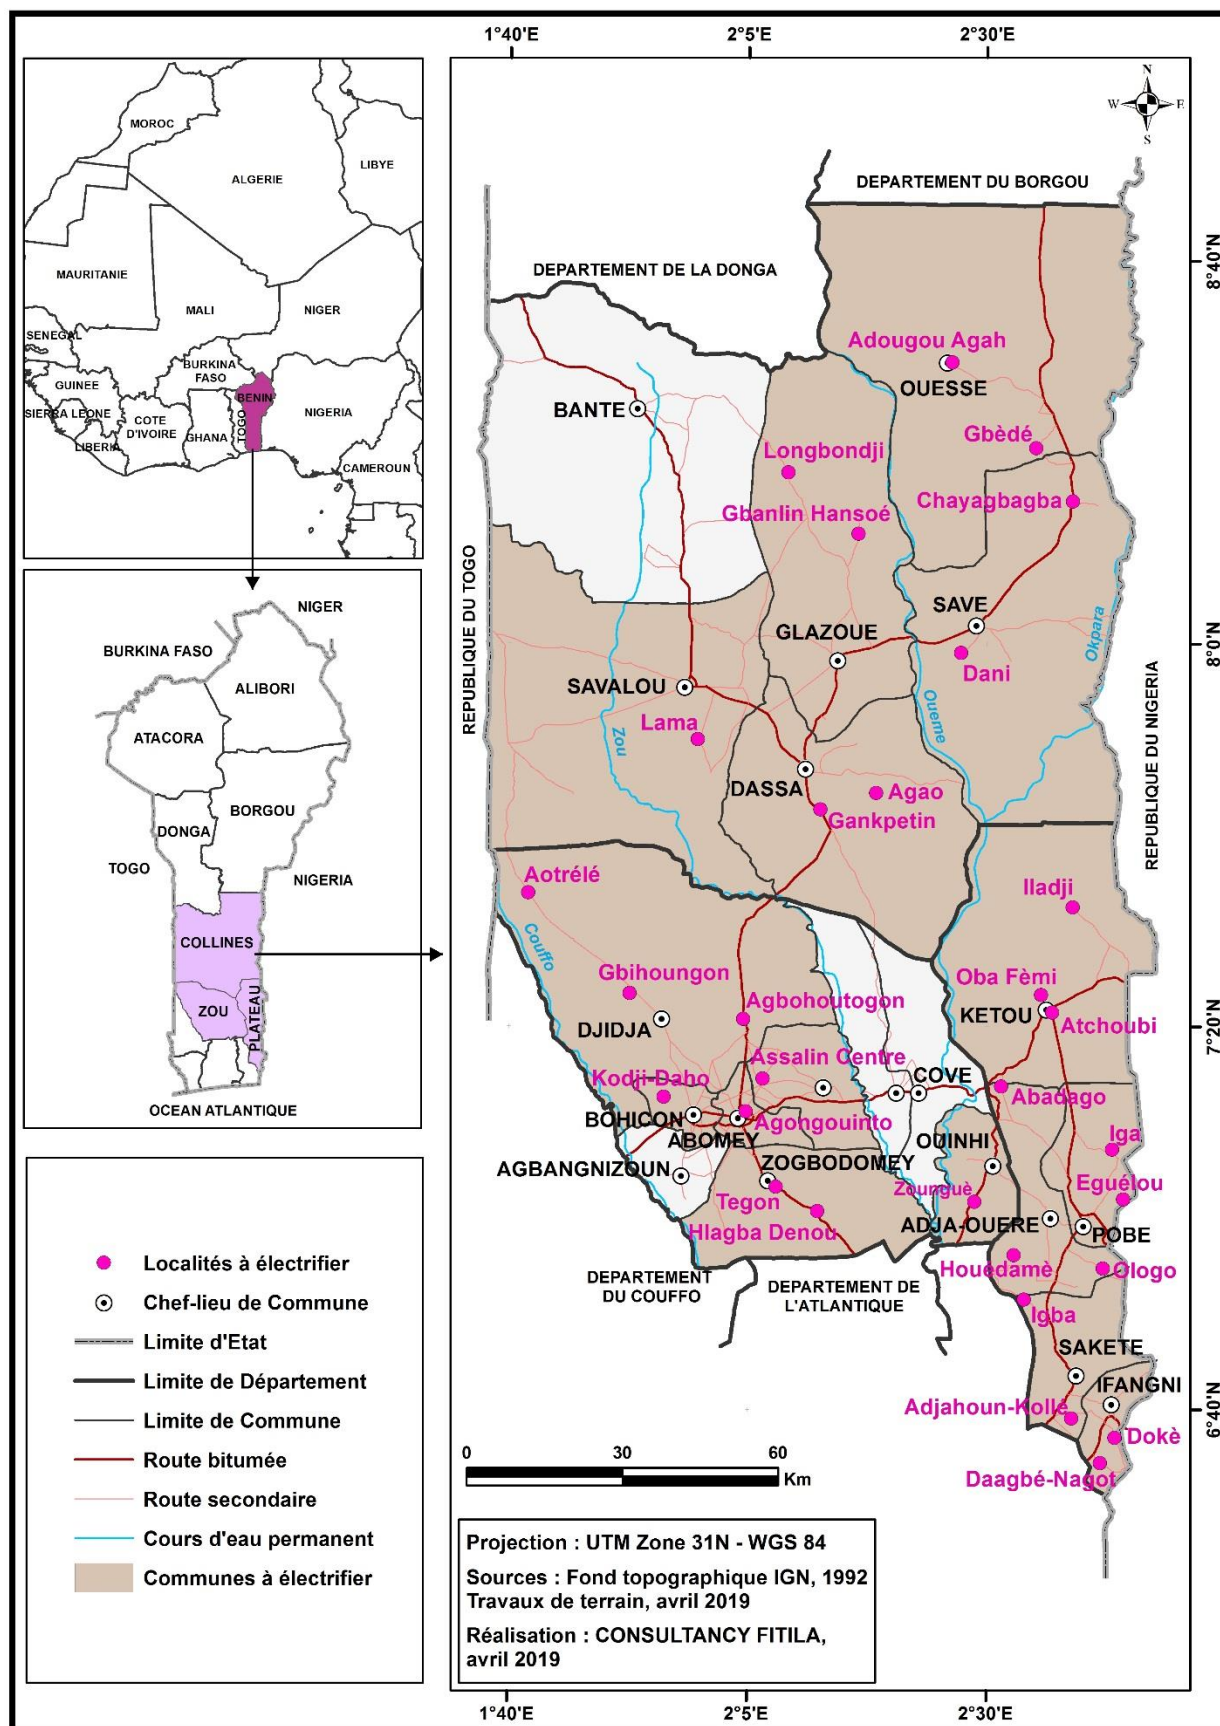 MOROC
ALGERIE
LIBYE
MAURITANIE
MALI
NIGER
SENEGAL
BURKINA
FASO
GUINEE
SIERRA LEONE
COTE
D'IVOIRE
LIBERIA
GHANA
TOGO
BENIN
NIGERIA
CAMEROUN
NIGER
BURKINA FASO
ALIBORI
ATACORA
BORGOU
DONGA
TOGO
NIGERIA
COLLINES
ZOU
PLATEAU
OCEAN ATLANTIQUE
Localités à électrifier
Chef-lieu de Commune
Limite d'Etat
Limite de Département
Limite de Commune
Route bitumée
Route secondaire
Cours d'eau permanent
Communes à électrifier
1°40'E
2°5'E
2°30'E
N
W
E
S
DEPARTEMENT DU BORGOU
8°40'N
DEPARTEMENT DE LA DONGA
Adougou Agah
OUESSE
BANTE
Gbèdé
Longbondji
Chayagbagba
Gbanlin Hansoé
REPUBLIQUE DU TOGO
SAVE
GLAZOUE
Okpara
8°0'N
Dani
SAVALOU
Lama
Zou
Oueme
REPUBLIQUE DU NIGERIA
DASSA
Agao
Gankpetin
Aotrélé
Iladji
Couffo
Gbihoungon
Oba Fèmi
Agbohoutogon
KETOU
DJIDJA
Atchoubi
7°20'N
Assalin Centre
Kodji-Daho
COVE
Abadago
BOHICON
Agongouinto
ABOMEY
OUINHI
Iga
AGBANGNIZOUN
ZOGBODOMEY
Eguélou
Zounguè
Tegon
ADJA-OUERE
POBE
Hlagba Denou
Houédamè
Ologo
DEPARTEMENT
DU COUFFO
DEPARTEMENT DE
L'ATLANTIQUE
Igba
SAKETE
IFANGNI
Adjahoun-Kollé
6°40'N
Dokè
Daagbé-Nagot
0
30
60
Km
Projection : UTM Zone 31N - WGS 84
Sources : Fond topographique IGN, 1992
Travaux de terrain, avril 2019
Réalisation : CONSULTANCY FITILA,
avril 2019
1°40'E
2°5'E
2°30'E